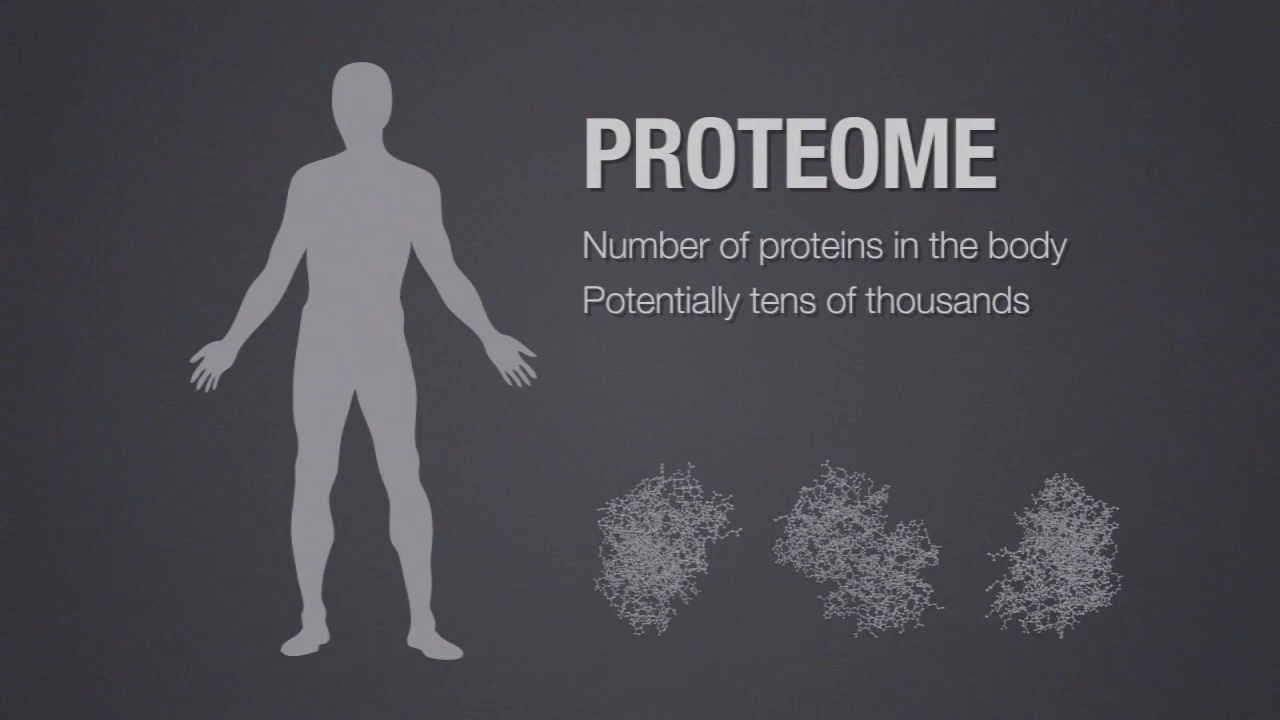 PROTEOME
Number of proteins in the body
Potentially tens of thousands